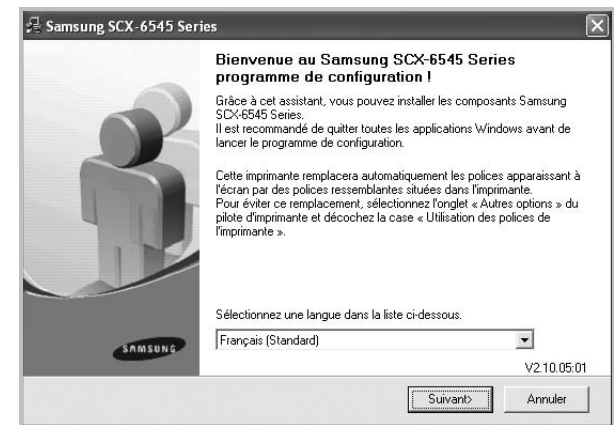 Samsung SCX-6545 Series
Bienvenue au Samsung SCX-6545 Series
programme de configuration !
Grâce à cet assistant, vous pouvez installer les composants Samsung
SCX-6545 Series.
Il est recommandé de quitter toutes les applications Windows avant de
lancer le programme de configuration.
Cette imprimante remplacera automatiquement les polices apparaissant à
l'écran par des polices ressemblantes situées dans l'imprimante.
Pour éviter ce remplacement, sélectionnez l'onglet « Autres options » du
pilote d'imprimante et décochez la case « Utilisation des polices de
l'imprimante ».
Sélectionnez une langue dans la liste ci-dessous.
Français (Standard)
SAMSUNG
V2.10.05:01
Suivant>
Annuler